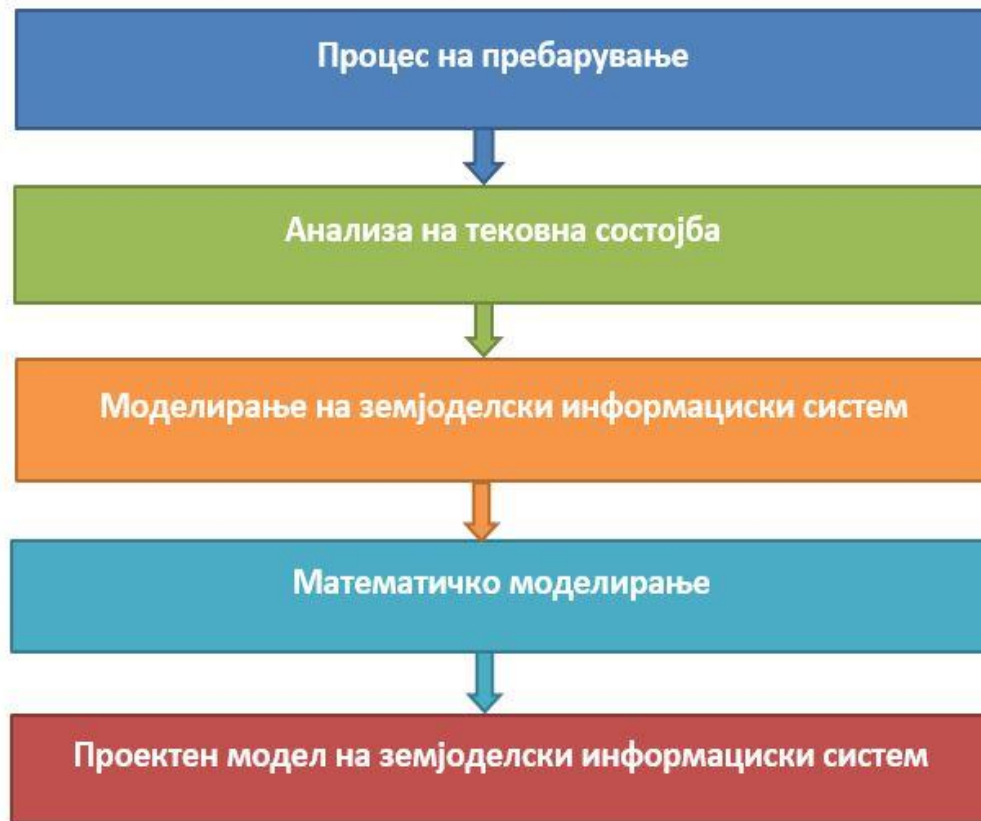 Процес на пребарување
Анализа на тековна состојба
Моделирање на земјоделски информациски систем
Математичко моделирање
Проектен модел на земјоделски информациски систем